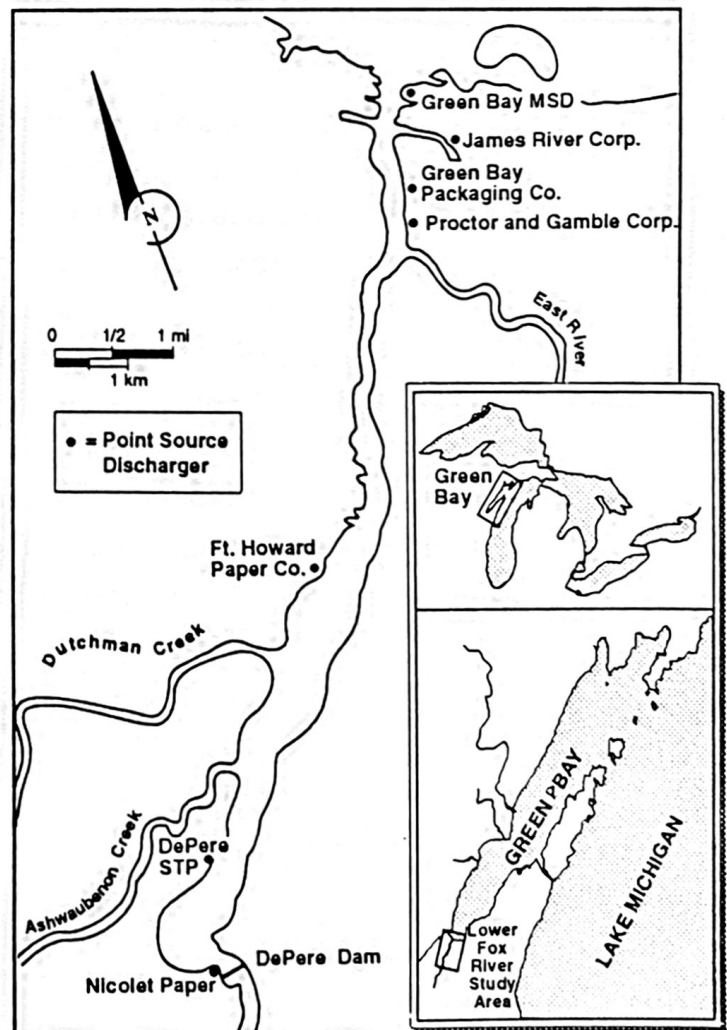 Green Bay MSD
James River Corp.
Green Bay
Packaging Co.
Proctor and Gamble Corp.
N
East River
0 1/2 1 mi
1 km
• = Point Source
Discharger
Green
Bay
Ft. Howard
Paper Co.
Dutchman Creek
GREEN PBAY
LAKE MICHIGAN
DePere
STP
Ashwaubenon Creek
Lower
Fox
River
Study
Area
DePere Dam
Nicolet Paper